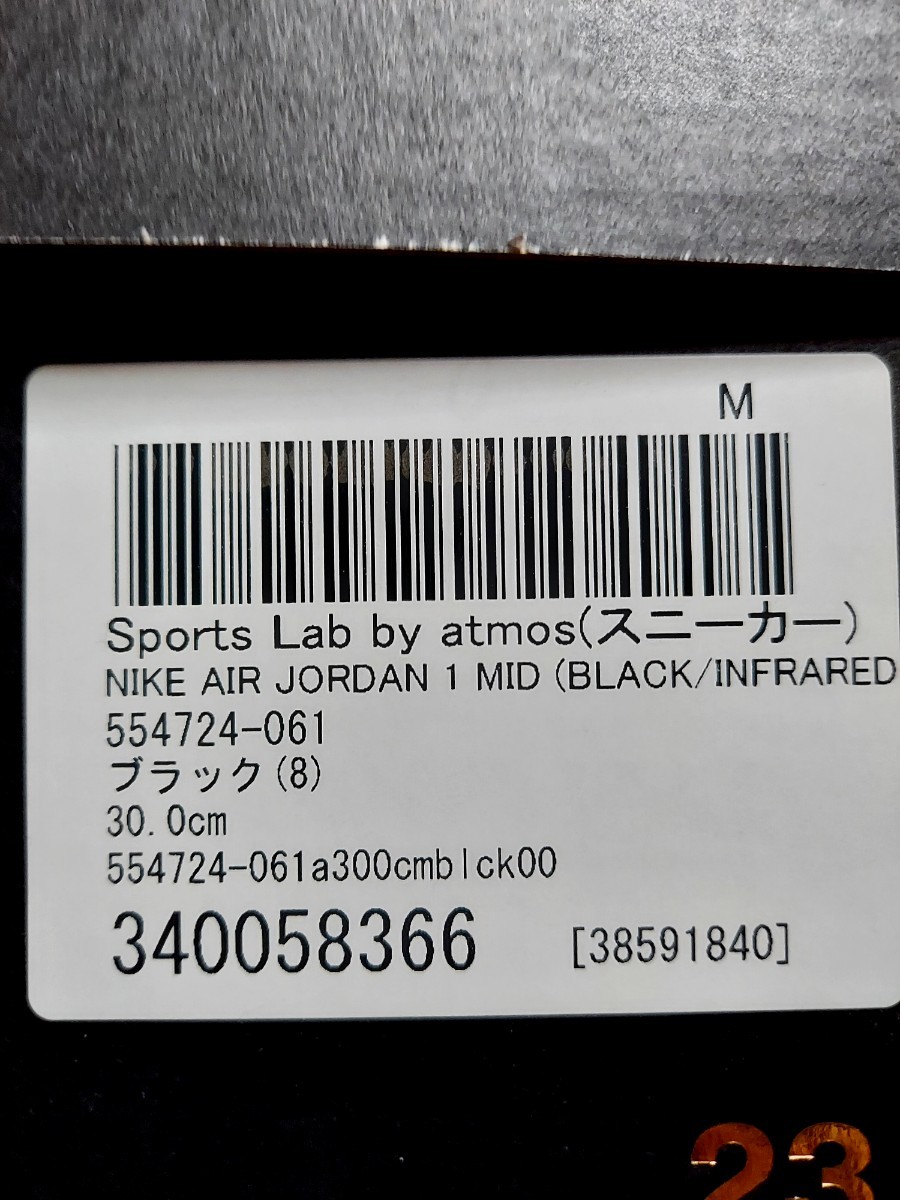 M
Sports Lab by atmos(スニーカー)
NIKE AIR JORDAN 1 MID (BLACK/INFRARED
554724-061
ブラック(8)
30.0cm
554724-061a300cmblck00
340058366 [38591840]
23